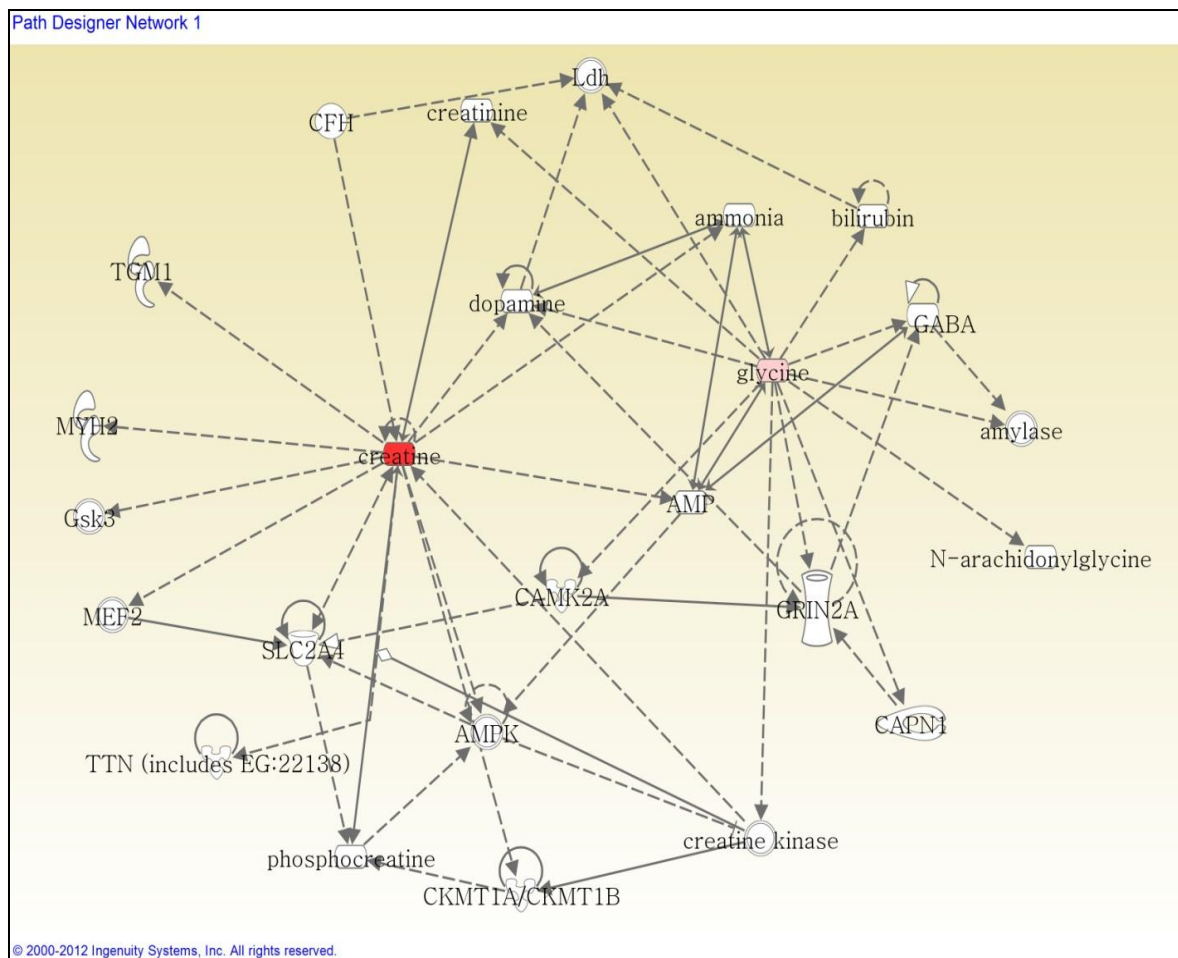 Path Designer Network 1
Ldh
creatinine
CFH
ammonia
bilirubin
TGM1
dopamine
GABA
glycine
MYH2
amylase
creatine
AMP
Gsk3
N-arachidonylglycine
CAMK2A
GRIN2A
MEF2
SLC2A4
CAPN1
AMPK
TTN (includes EG:22138)
creatine kinase
phosphocreatine
CKMT1A/CKMT1B
© 2000-2012 Ingenuity Systems, Inc. All rights reserved.